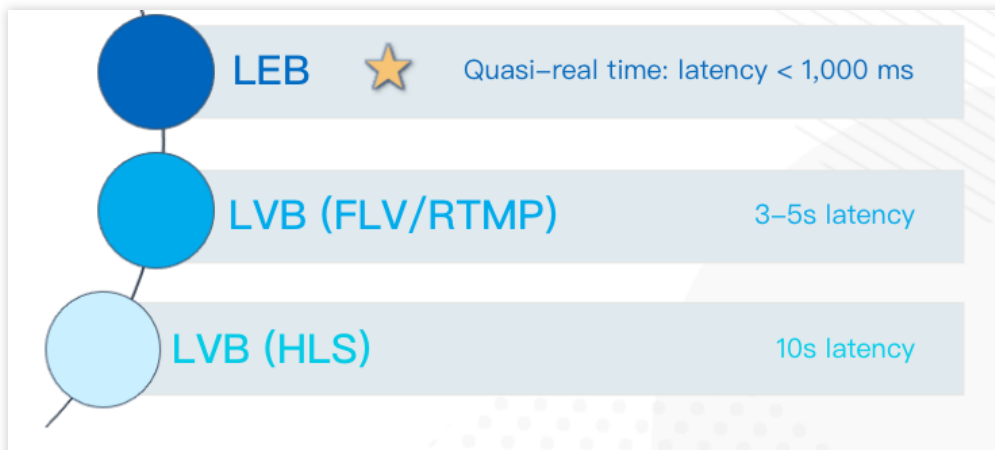 LEB Quasi-real time: latency < 1,000 ms
LVB (FLV/RTMP) 3-5s latency
LVB (HLS) 10s latency